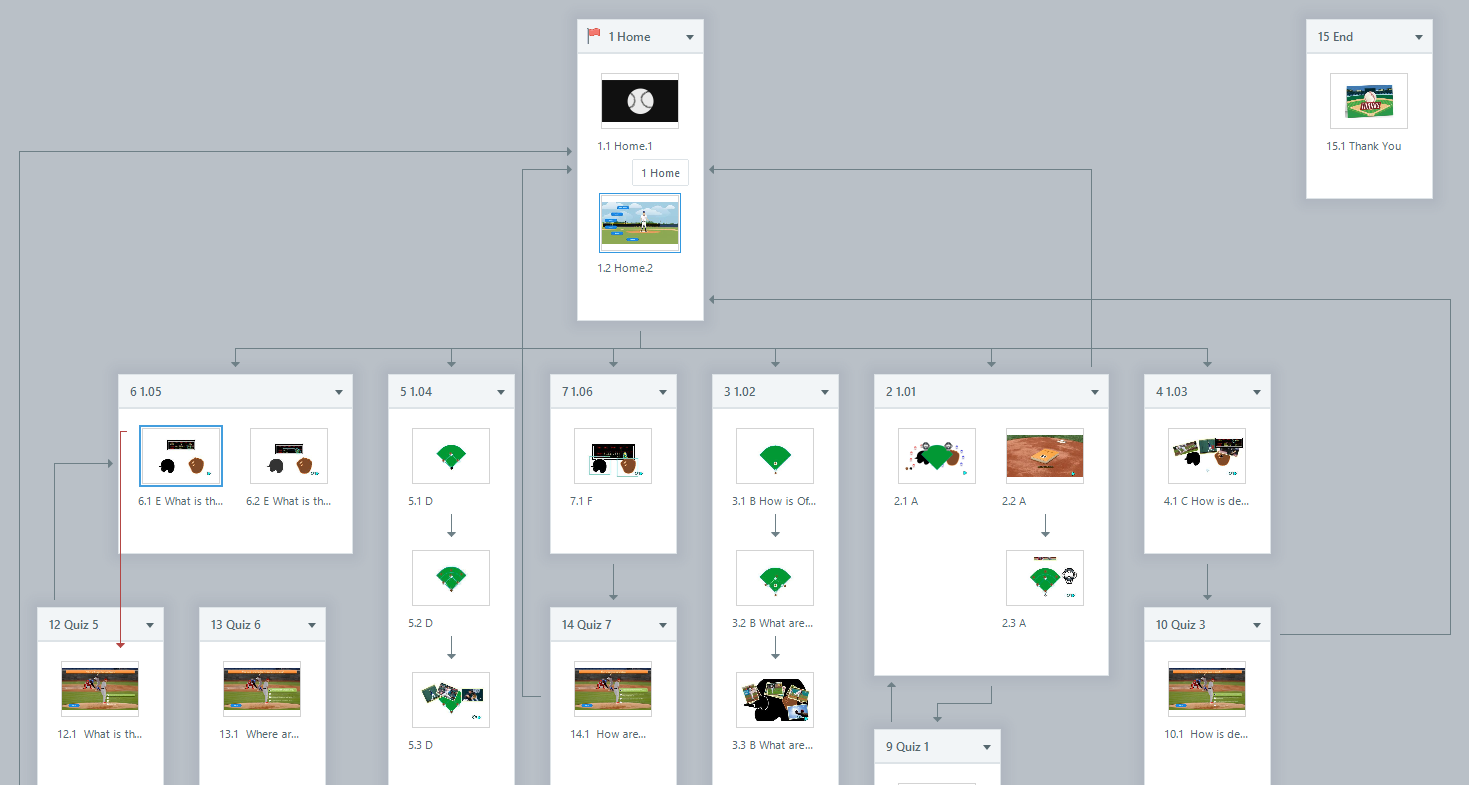 1 Home
15 End
1.1 Home.1
15.1 Thank You
1 Home
1.2 Home.2
6 1.05
5 1.04
7 1.06
3 1.02
2 1.01
4 1.03
6.1 E What is th...
6.2 E What is th...
5.1 D
7.1 F
3.1 B How is Of...
2.1 A
2.2 A
4.1 C How is de...
12 Quiz 5
13 Quiz 6
5.2 D
14 Quiz 7
3.2 B What are...
2.3 A
10 Quiz 3
12.1 What is th...
13.1 Where ar...
5.3 D
14.1 How are...
3.3 B What are...
9 Quiz 1
10.1 How is de...